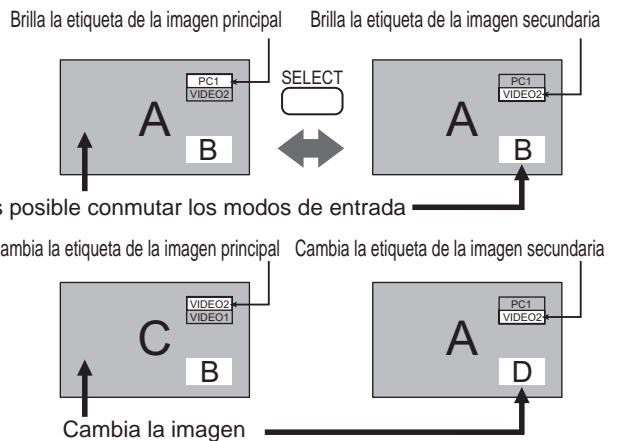 Brilla la etiqueta de la imagen principal
Brilla la etiqueta de la imagen secundaria
PC1
VIDEO2
A
B
SELECT
PC1
VIDEO2
A
B
s posible conmutar los modos de entrada
ambia la etiqueta de la imagen principal
Cambia la etiqueta de la imagen secundaria
VIDEO2
VIDEO1
C
B
PC1
VIDEO2
A
D
Cambia la imagen